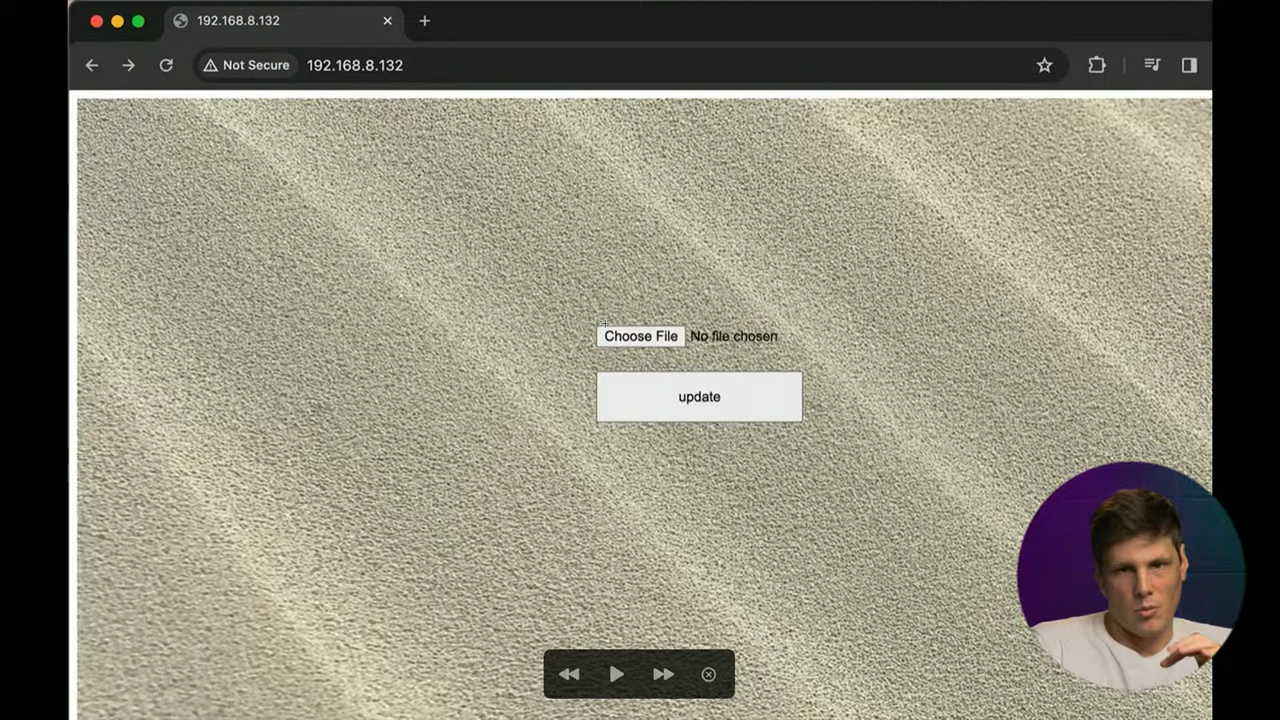 192.168.8.132
Not Secure 192.168.8.132
Choose File No file chosen
update